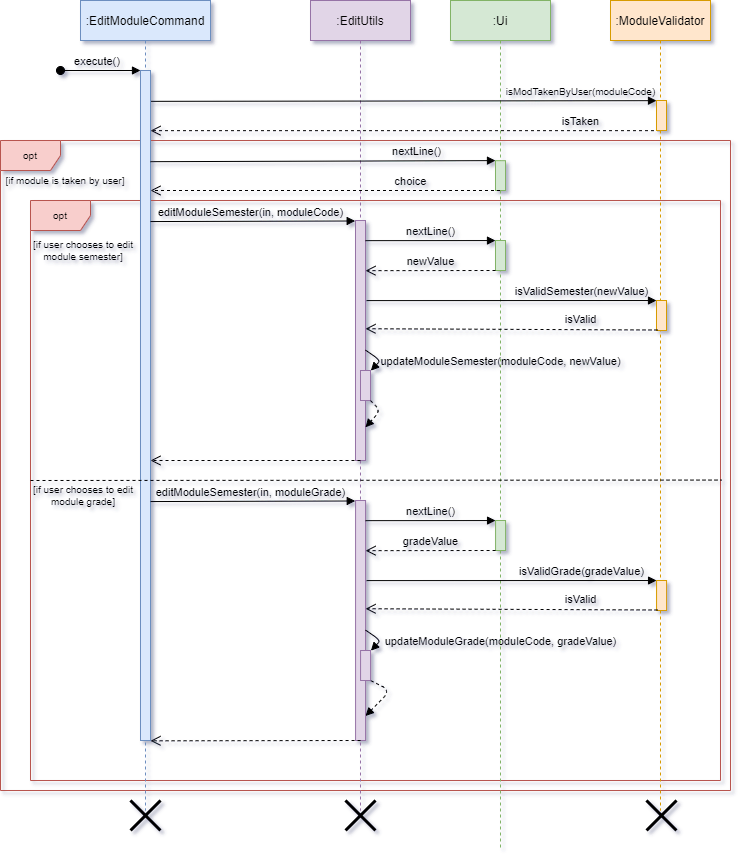 :EditModuleCommand :EditUtils :Ui :ModuleValidator
execute()
isModTakenByUser(moduleCode)
isTaken
opt
nextLine()
[if module is taken by user]
choice
opt
editModuleSemester(in, moduleCode)
nextLine()
[if user chooses to edit
module semester]
newValue
isValidSemester(newValue)
isValid
updateModuleSemester(moduleCode, newValue)
[if user chooses to edit
module grade]
editModuleSemester(in, moduleGrade)
nextLine()
gradeValue
isValidGrade(gradeValue)
isValid
updateModuleGrade(moduleCode, gradeValue)